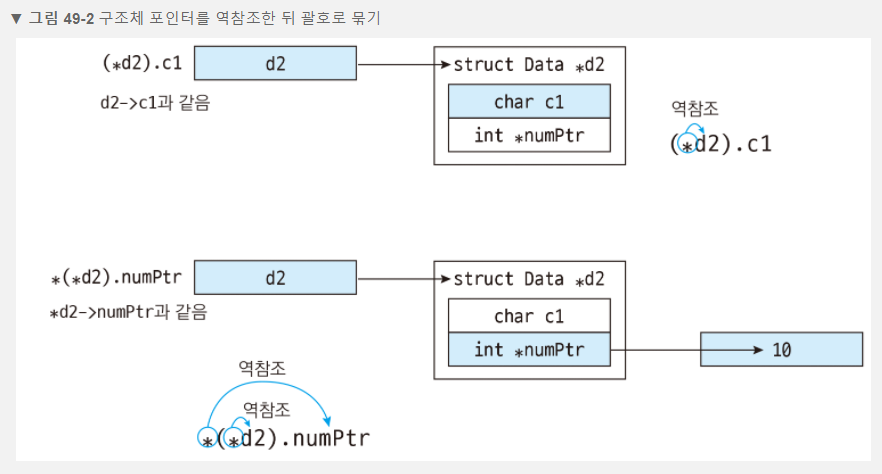 ▼ 그림 49-2 구조체 포인터를 역참조한 뒤 괄호로 묶기
(*d2).c1
d2
struct Data *d2
d2->c1과 같음
char c1
int *numPtr
역참조
(*d2).c1
*(*d2).numPtr
d2
struct Data *d2
*d2->numPtr과 같음
char c1
int *numPtr
10
역참조
역참조
*(*d2).numPtr